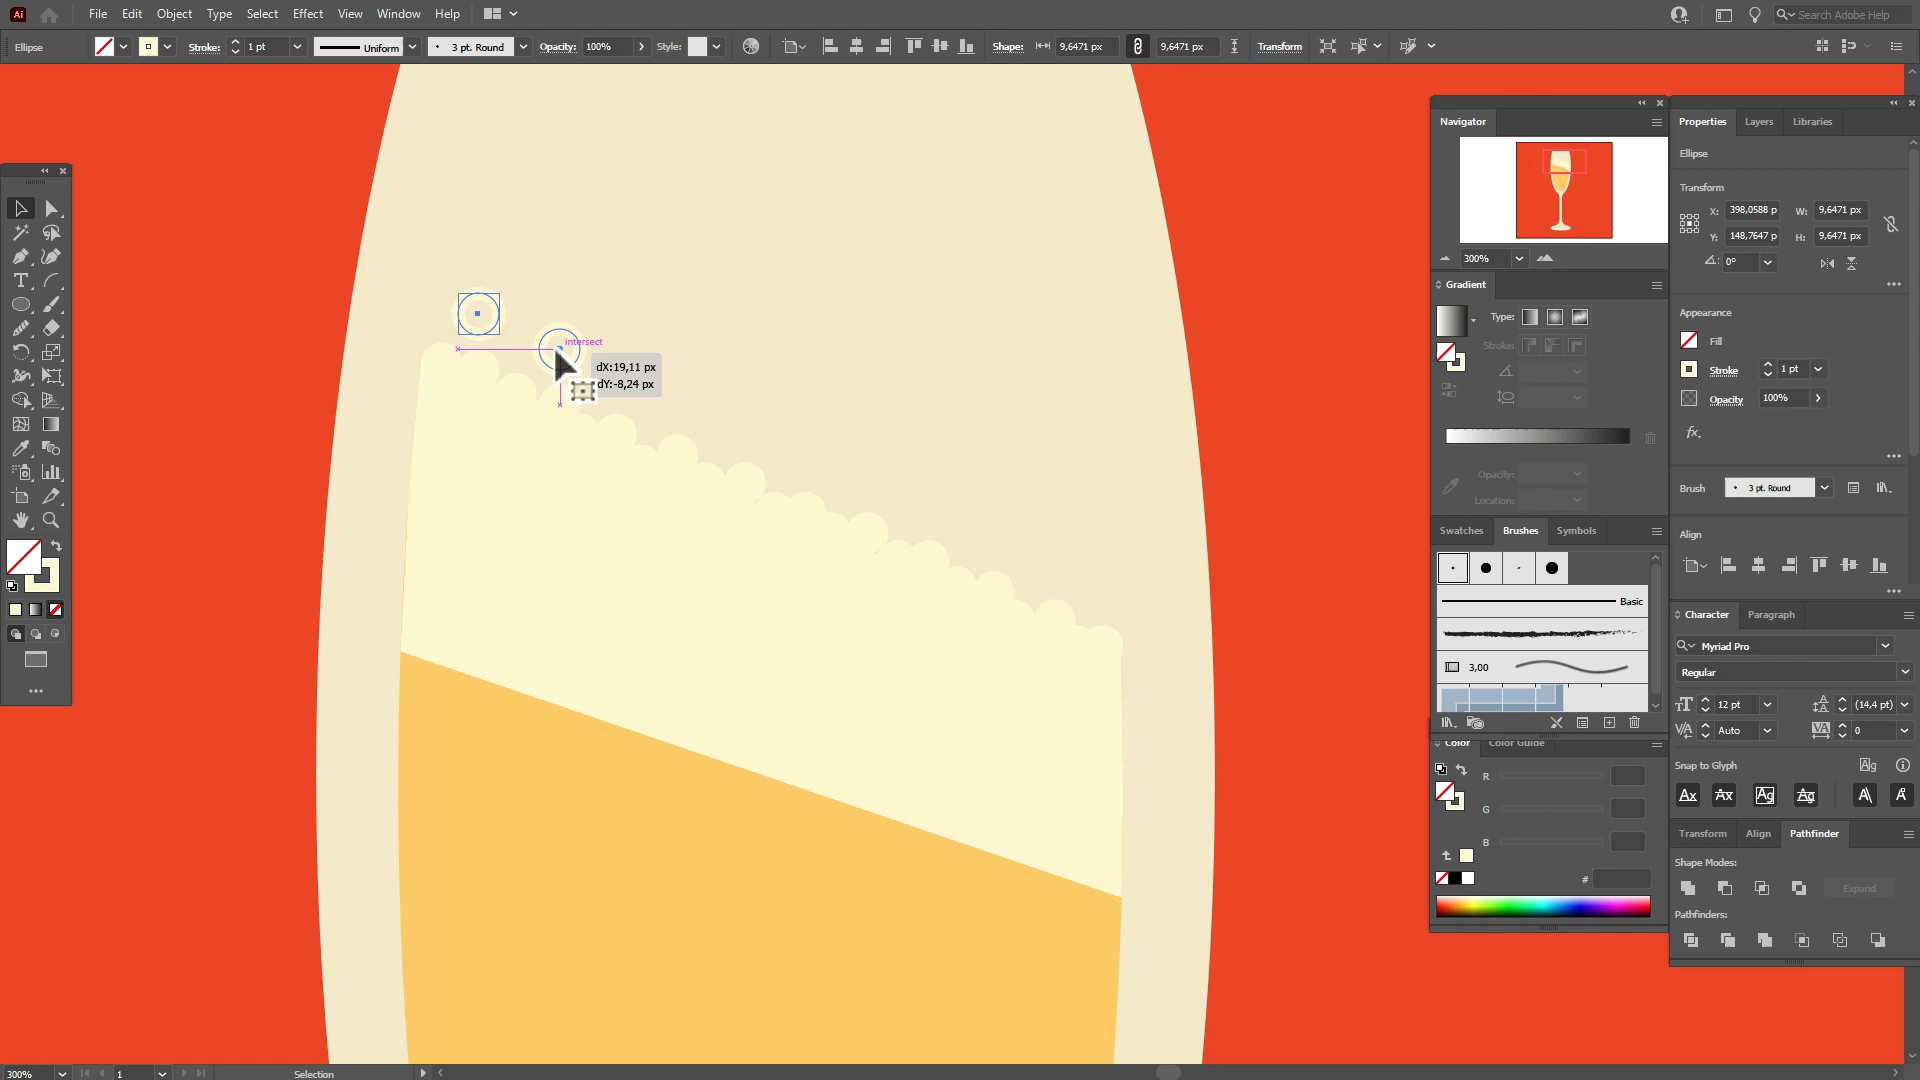 Ai
File Edit Object Type Select Effect View Window Help
Search Adobe Help
Ellipse Stroke: 1 pt Uniform 3 pt. Round Opacity: 100% Style: Shape: 9,6471 px 9,6471 px Transform
Navigator
300%
Gradient
Type:
Stroke:
Opacity:
Location:
Swatches Brushes Symbols
Basic
3,00
Color Color Guide
R
G
B
#
Properties Layers Libraries
Ellipse
Transform
X: 398,0588 p W: 9,6471 px
Y: 148,7647 p H: 9,6471 px
0°
Appearance
Fill
Stroke 1 pt
Opacity 100%
fx.
Brush 3 pt. Round
Align
Character Paragraph
Myriad Pro
Regular
12 pt (14,4 pt)
Auto 0
Snap to Glyph
Transform Align Pathfinder
Shape Modes:
Expand
Pathfinders:
intersect
dX:19,11 px
dY:-8,24 px
300% 1 Selection